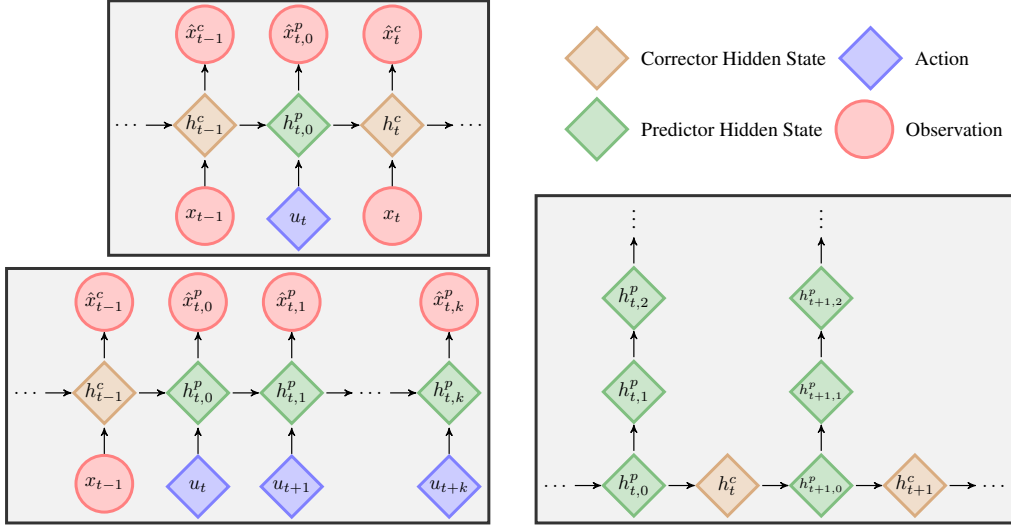 x̂^c_{t−1} x̂^p_{t,0} x̂^c_t
··· h^c_{t−1} h^p_{t,0} h^c_t ···
x_{t−1} u_t x_t
Corrector Hidden State Action
Predictor Hidden State Observation
x̂^c_{t−1} x̂^p_{t,0} x̂^p_{t,1} x̂^p_{t,k}
··· h^c_{t−1} h^p_{t,0} h^p_{t,1} ··· h^p_{t,k}
x_{t−1} u_t u_{t+1} u_{t+k}
⋮ ⋮
h^p_{t,2} h^p_{t+1,2}
h^p_{t,1} h^p_{t+1,1}
··· h^p_{t,0} h^c_t h^p_{t+1,0} h^c_{t+1} ···